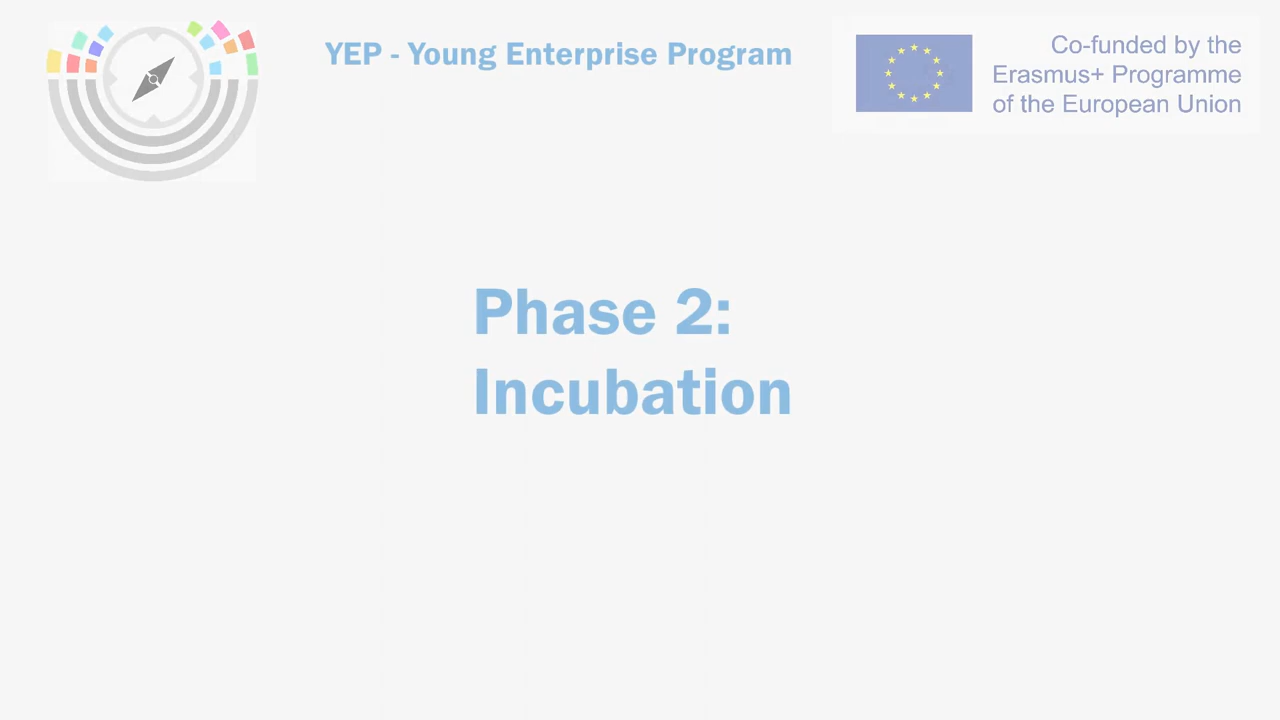 YEP - Young Enterprise Program
Co-funded by the
Erasmus+ Programme
of the European Union
Phase 2:
Incubation